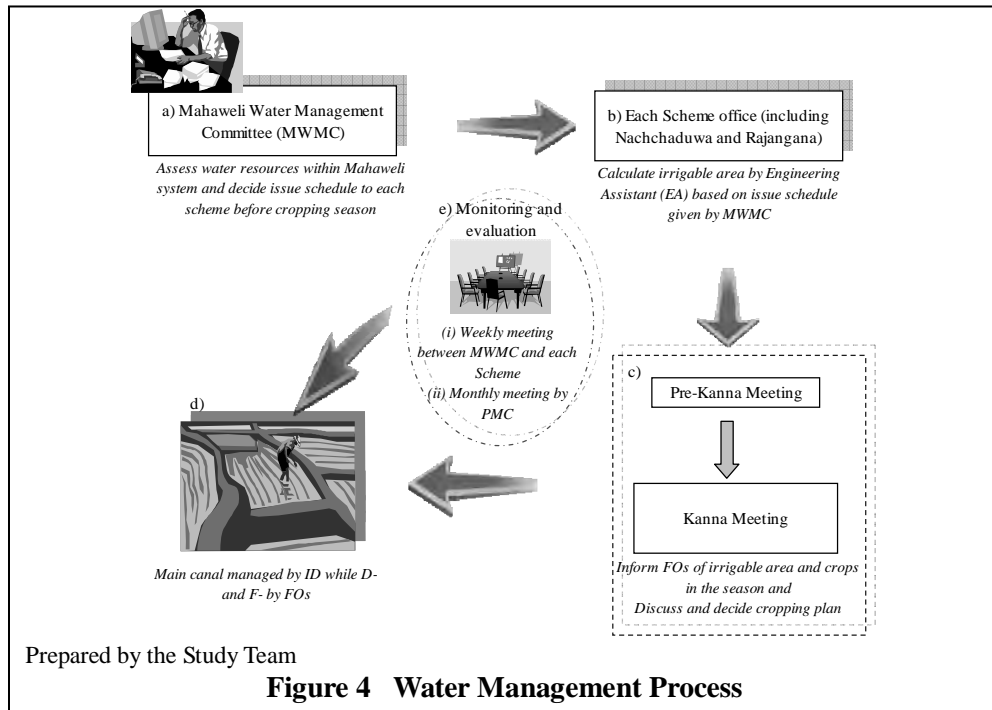 a) Mahaweli Water Management
Committee (MWMC)
Assess water resources within Mahaweli
system and decide issue schedule to each
scheme before cropping season
b) Each Scheme office (including
Nachchaduwa and Rajangana)
Calculate irrigable area by Engineering
Assistant (EA) based on issue schedule
given by MWMC
c)
Pre-Kanna Meeting
Kanna Meeting
Inform FOs of irrigable area and crops
in the season and
Discuss and decide cropping plan
d)
Main canal managed by ID while D-
and F- by FOs
e) Monitoring and
evaluation
(i) Weekly meeting
between MWMC and each
Scheme
(ii) Monthly meeting by
PMC
Prepared by the Study Team
Figure 4 Water Management Process